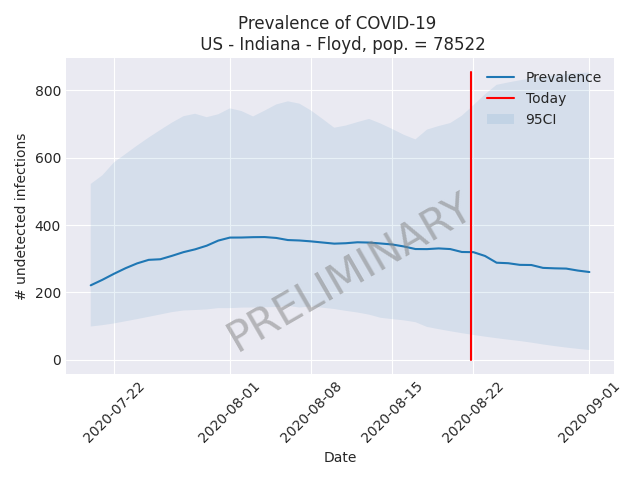 Prevalence of COVID-19
US - Indiana - Floyd, pop. = 78522
Prevalence
Today
95CI
# undetected infections
800
600
400
200
0
PRELIMINARY
2020-07-22
2020-08-01
2020-08-08
2020-08-15
2020-08-22
2020-09-01
Date